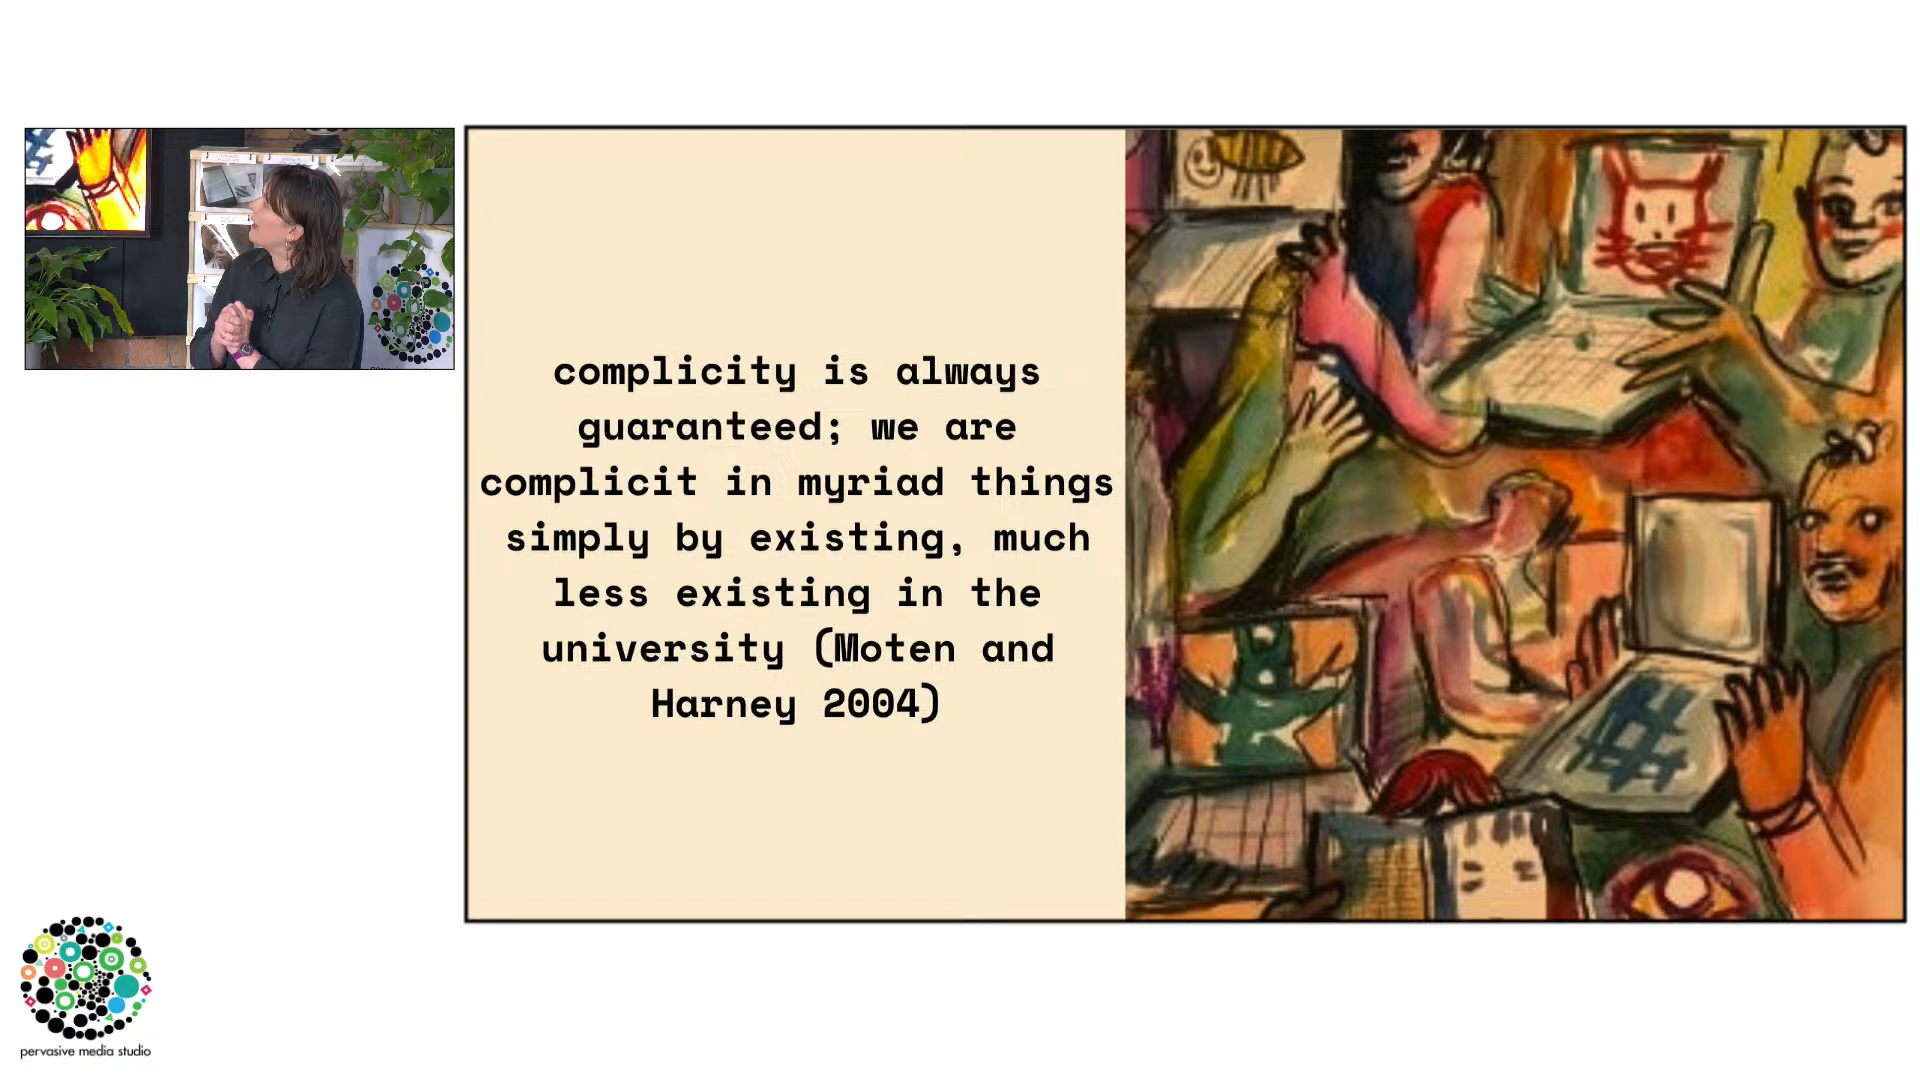 complicity is always
guaranteed; we are
complicit in myriad things
simply by existing, much
less existing in the
university (Moten and
Harney 2004)
pervasive media studio